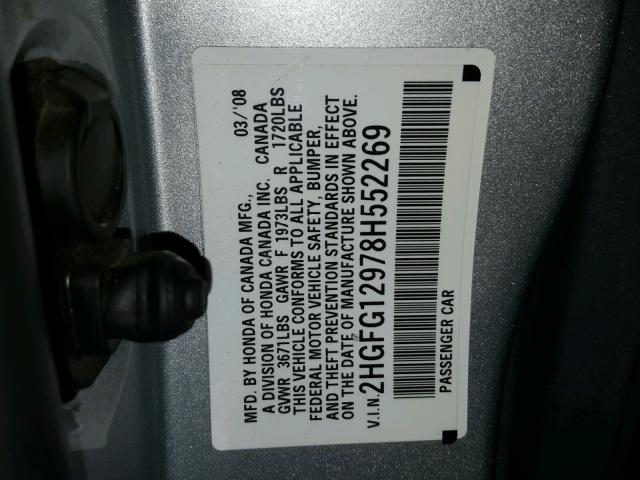 MFD. BY HONDA OF CANADA MFG., 03/'08
A DIVISION OF HONDA CANADA INC. CANADA
GVWR 3671LBS GAWR F 1973LBS R 1720LBS
THIS VEHICLE CONFORMS TO ALL APPLICABLE
FEDERAL MOTOR VEHICLE SAFETY, BUMPER,
AND THEFT PREVENTION STANDARDS IN EFFECT
ON THE DATE OF MANUFACTURE SHOWN ABOVE.
V.I.N. 2HGFG12978H552269
PASSENGER CAR